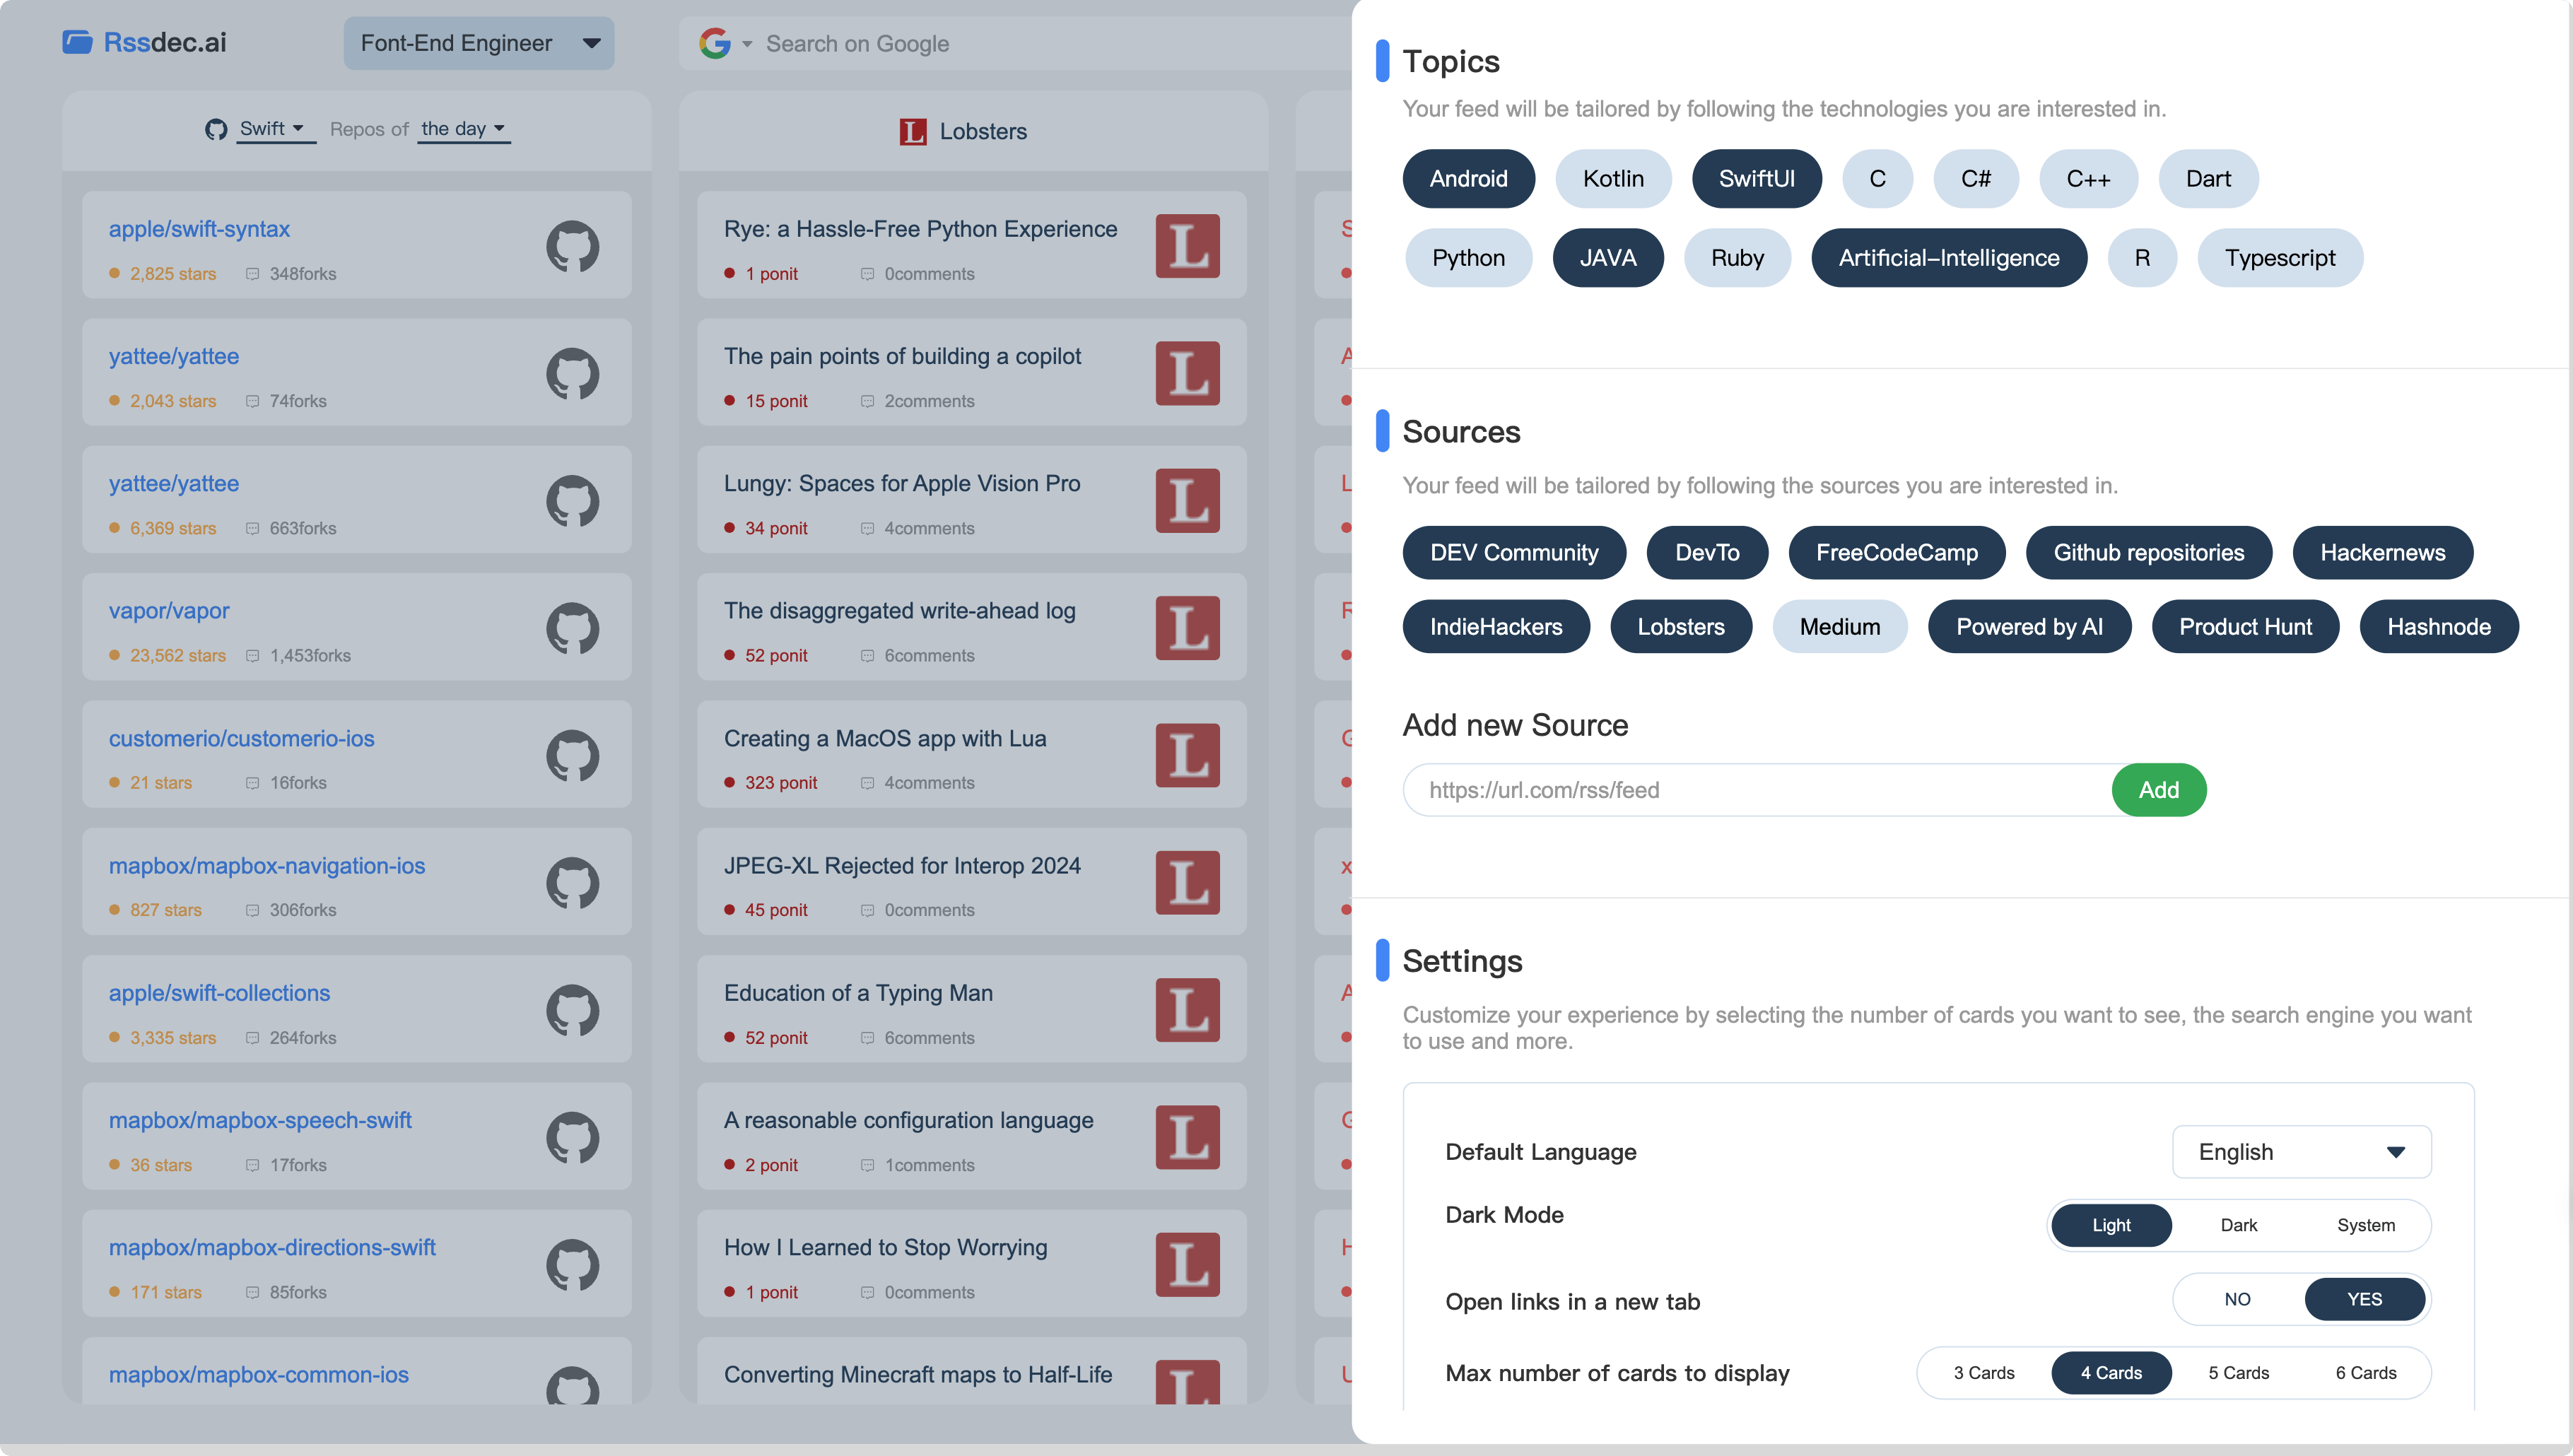 Rssdec.ai
Font-End Engineer
Search on Google
Swift Repos of the day
apple/swift-syntax
2,825 stars 348forks
yattee/yattee
2,043 stars 74forks
yattee/yattee
6,369 stars 663forks
vapor/vapor
23,562 stars 1,453forks
customerio/customerio-ios
21 stars 16forks
mapbox/mapbox-navigation-ios
827 stars 306forks
apple/swift-collections
3,335 stars 264forks
mapbox/mapbox-speech-swift
36 stars 17forks
mapbox/mapbox-directions-swift
171 stars 85forks
mapbox/mapbox-common-ios
L Lobsters
Rye: a Hassle-Free Python Experience
1 ponit 0comments
L
The pain points of building a copilot
15 ponit 2comments
L
Lungy: Spaces for Apple Vision Pro
34 ponit 4comments
L
The disaggregated write-ahead log
52 ponit 6comments
L
Creating a MacOS app with Lua
323 ponit 4comments
L
JPEG-XL Rejected for Interop 2024
45 ponit 0comments
L
Education of a Typing Man
52 ponit 6comments
L
A reasonable configuration language
2 ponit 1comments
L
How I Learned to Stop Worrying
1 ponit 0comments
L
Converting Minecraft maps to Half-Life
L
Topics
Your feed will be tailored by following the technologies you are interested in.
Android Kotlin SwiftUI C C# C++ Dart
Python JAVA Ruby Artificial-Intelligence R Typescript
Sources
Your feed will be tailored by following the sources you are interested in.
DEV Community DevTo FreeCodeCamp Github repositories Hackernews
IndieHackers Lobsters Medium Powered by AI Product Hunt Hashnode
Add new Source
https://url.com/rss/feed Add
Settings
Customize your experience by selecting the number of cards you want to see, the search engine you want
to use and more.
Default Language English
Dark Mode Light Dark System
Open links in a new tab NO YES
Max number of cards to display 3 Cards 4 Cards 5 Cards 6 Cards